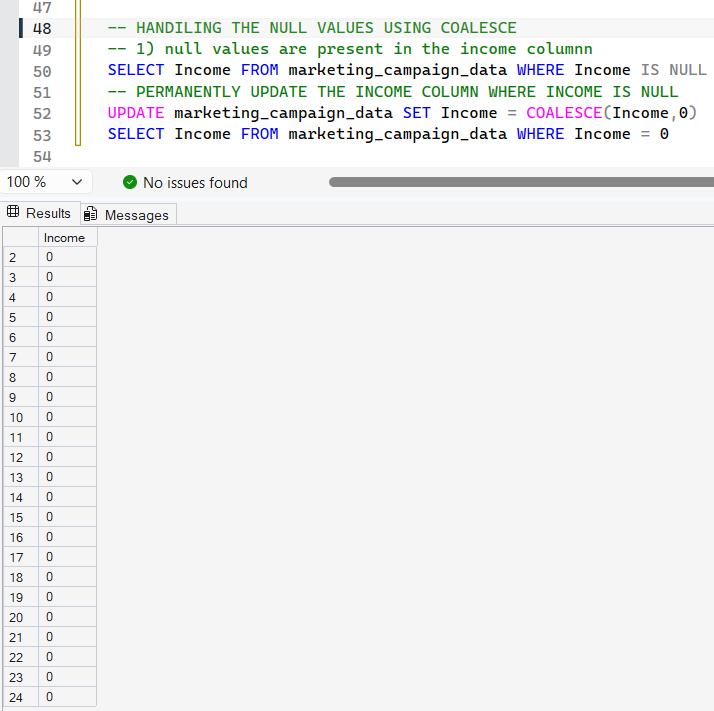 47
48 -- HANDILING THE NULL VALUES USING COALESCE
49 -- 1) null values are present in the income columnn
50 SELECT Income FROM marketing_campaign_data WHERE Income IS NULL
51 -- PERMANENTLY UPDATE THE INCOME COLUMN WHERE INCOME IS NULL
52 UPDATE marketing_campaign_data SET Income = COALESCE(Income,0)
53 SELECT Income FROM marketing_campaign_data WHERE Income = 0
54
100 % No issues found
Results Messages
Income
2 0
3 0
4 0
5 0
6 0
7 0
8 0
9 0
10 0
11 0
12 0
13 0
14 0
15 0
16 0
17 0
18 0
19 0
20 0
21 0
22 0
23 0
24 0